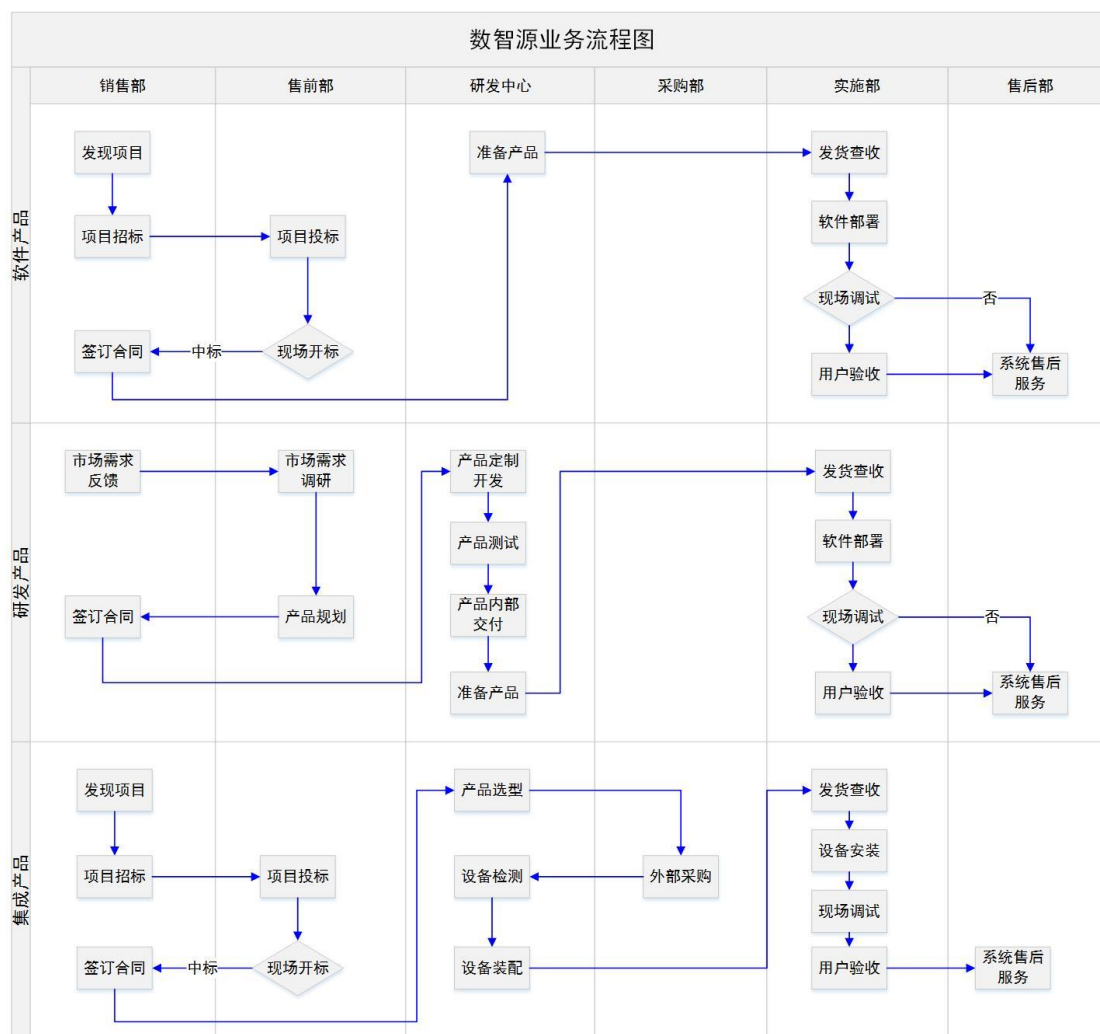 数智源业务流程图
销售部
售前部
研发中心
采购部
实施部
售后部
软件产品
发现项目
准备产品
发货查收
项目招标
项目投标
软件部署
现场调试
否
签订合同
中标
现场开标
用户验收
系统售后
服务
研发产品
市场需求
反馈
市场需求
调研
产品定制
开发
发货查收
产品测试
软件部署
签订合同
产品规划
产品内部
交付
现场调试
否
准备产品
用户验收
系统售后
服务
集成产品
发现项目
产品选型
发货查收
设备安装
项目招标
项目投标
设备检测
外部采购
现场调试
签订合同
中标
现场开标
设备装配
用户验收
系统售后
服务